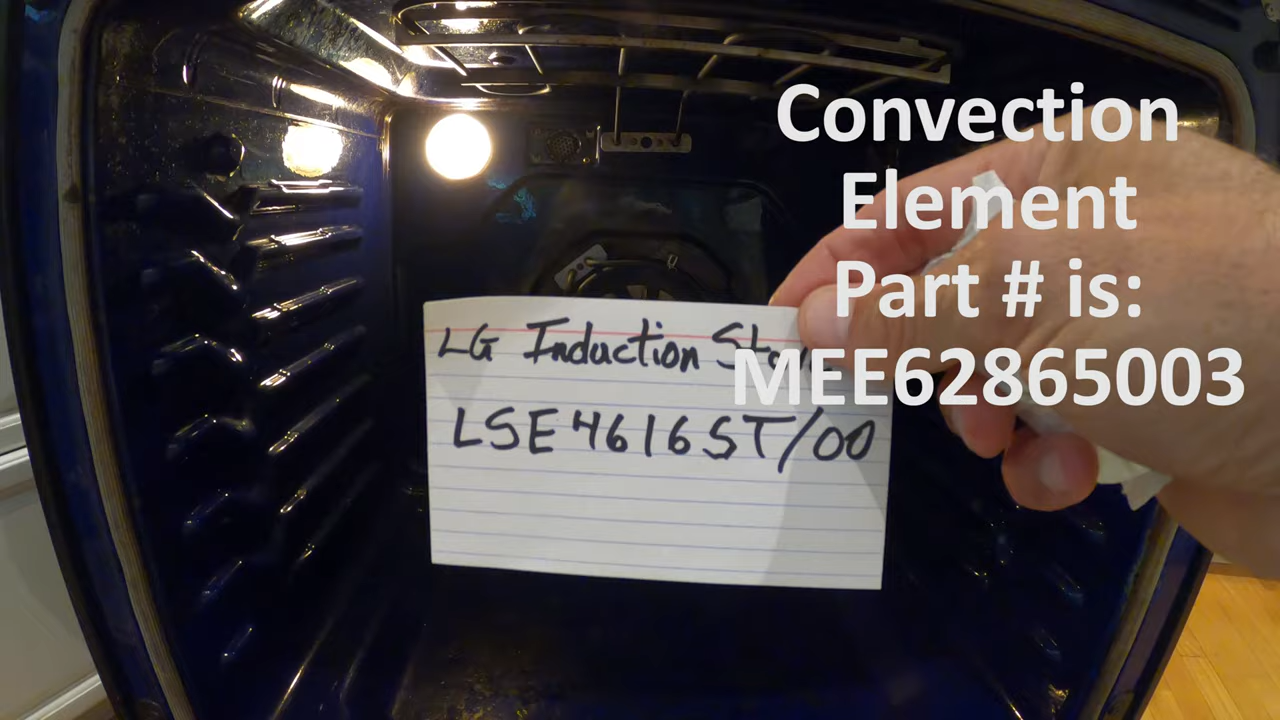 Convection
Element
Part # is:
MEE62865003
LG Induction
LSE4616ST/00